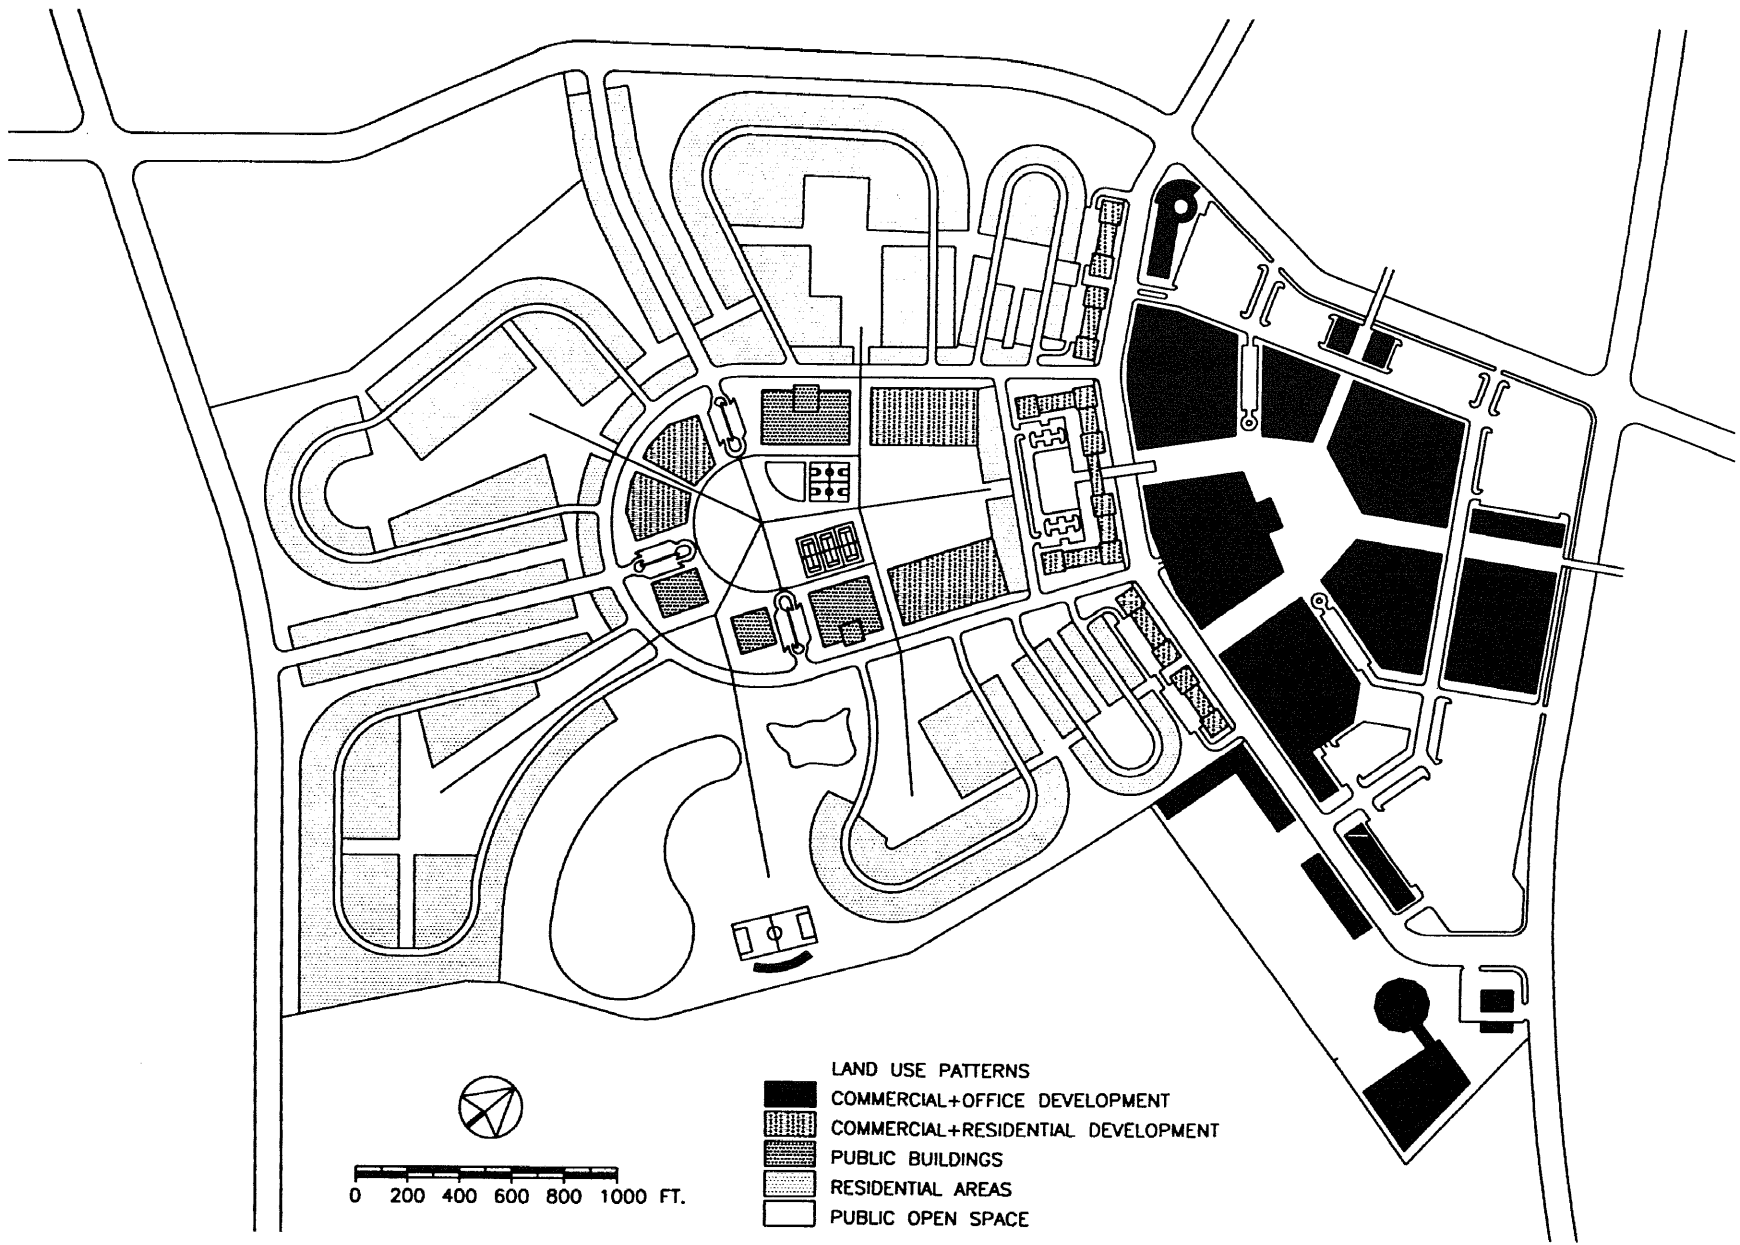 LAND USE PATTERNS
COMMERCIAL+OFFICE DEVELOPMENT
COMMERCIAL+RESIDENTIAL DEVELOPMENT
PUBLIC BUILDINGS
RESIDENTIAL AREAS
PUBLIC OPEN SPACE
0 200 400 600 800 1000 FT.